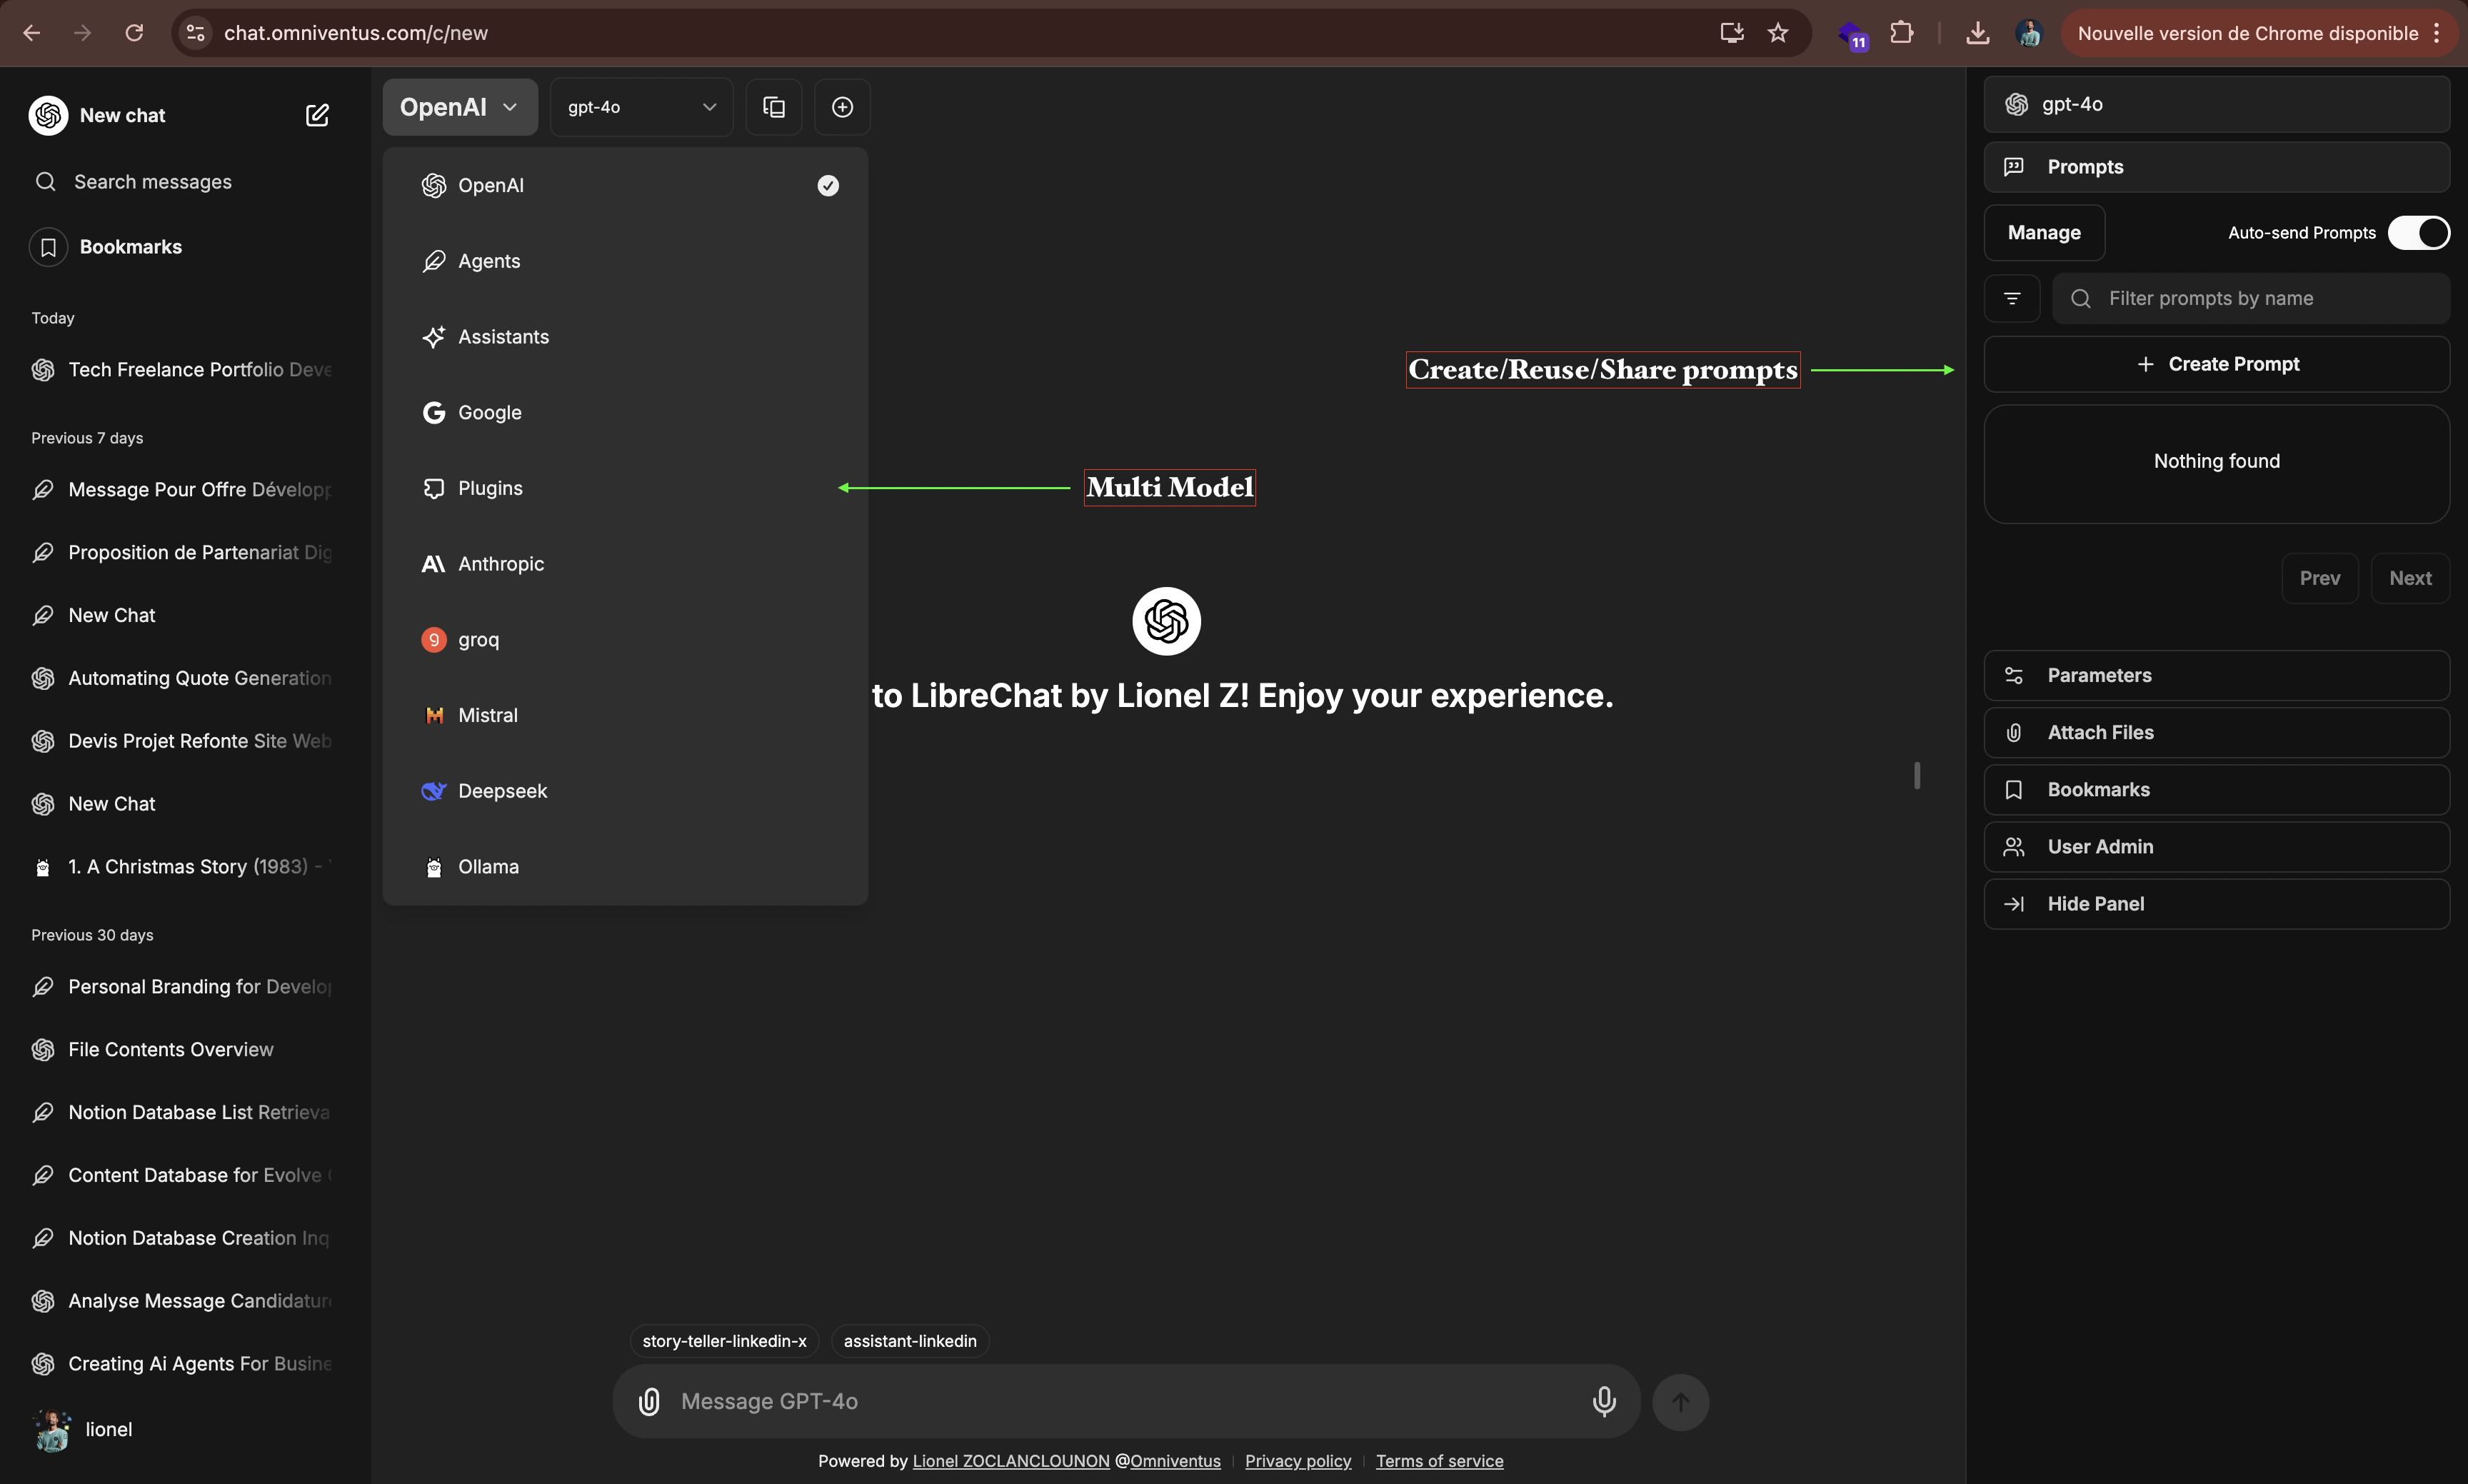 chat.omniventus.com/c/new
11
Nouvelle version de Chrome disponible
New chat
Search messages
Bookmarks
Today
Tech Freelance Portfolio Deve
Previous 7 days
Message Pour Offre Développ
Proposition de Partenariat Dig
New Chat
Automating Quote Generation
Devis Projet Refonte Site Web
New Chat
1. A Christmas Story (1983) -
Previous 30 days
Personal Branding for Develop
File Contents Overview
Notion Database List Retrieva
Content Database for Evolve
Notion Database Creation Inq
Analyse Message Candidature
Creating Ai Agents For Busine
lionel
OpenAI
gpt-4o
OpenAI
Agents
Assistants
Google
Plugins
Anthropic
groq
Mistral
Deepseek
Ollama
Create/Reuse/Share prompts
Multi Model
to LibreChat by Lionel Z! Enjoy your experience.
story-teller-linkedin-x
assistant-linkedin
Message GPT-4o
Powered by Lionel ZOCLANCLOUNON @Omniventus
Privacy policy
Terms of service
gpt-4o
Prompts
Manage
Auto-send Prompts
Filter prompts by name
+ Create Prompt
Nothing found
Prev
Next
Parameters
Attach Files
Bookmarks
User Admin
Hide Panel